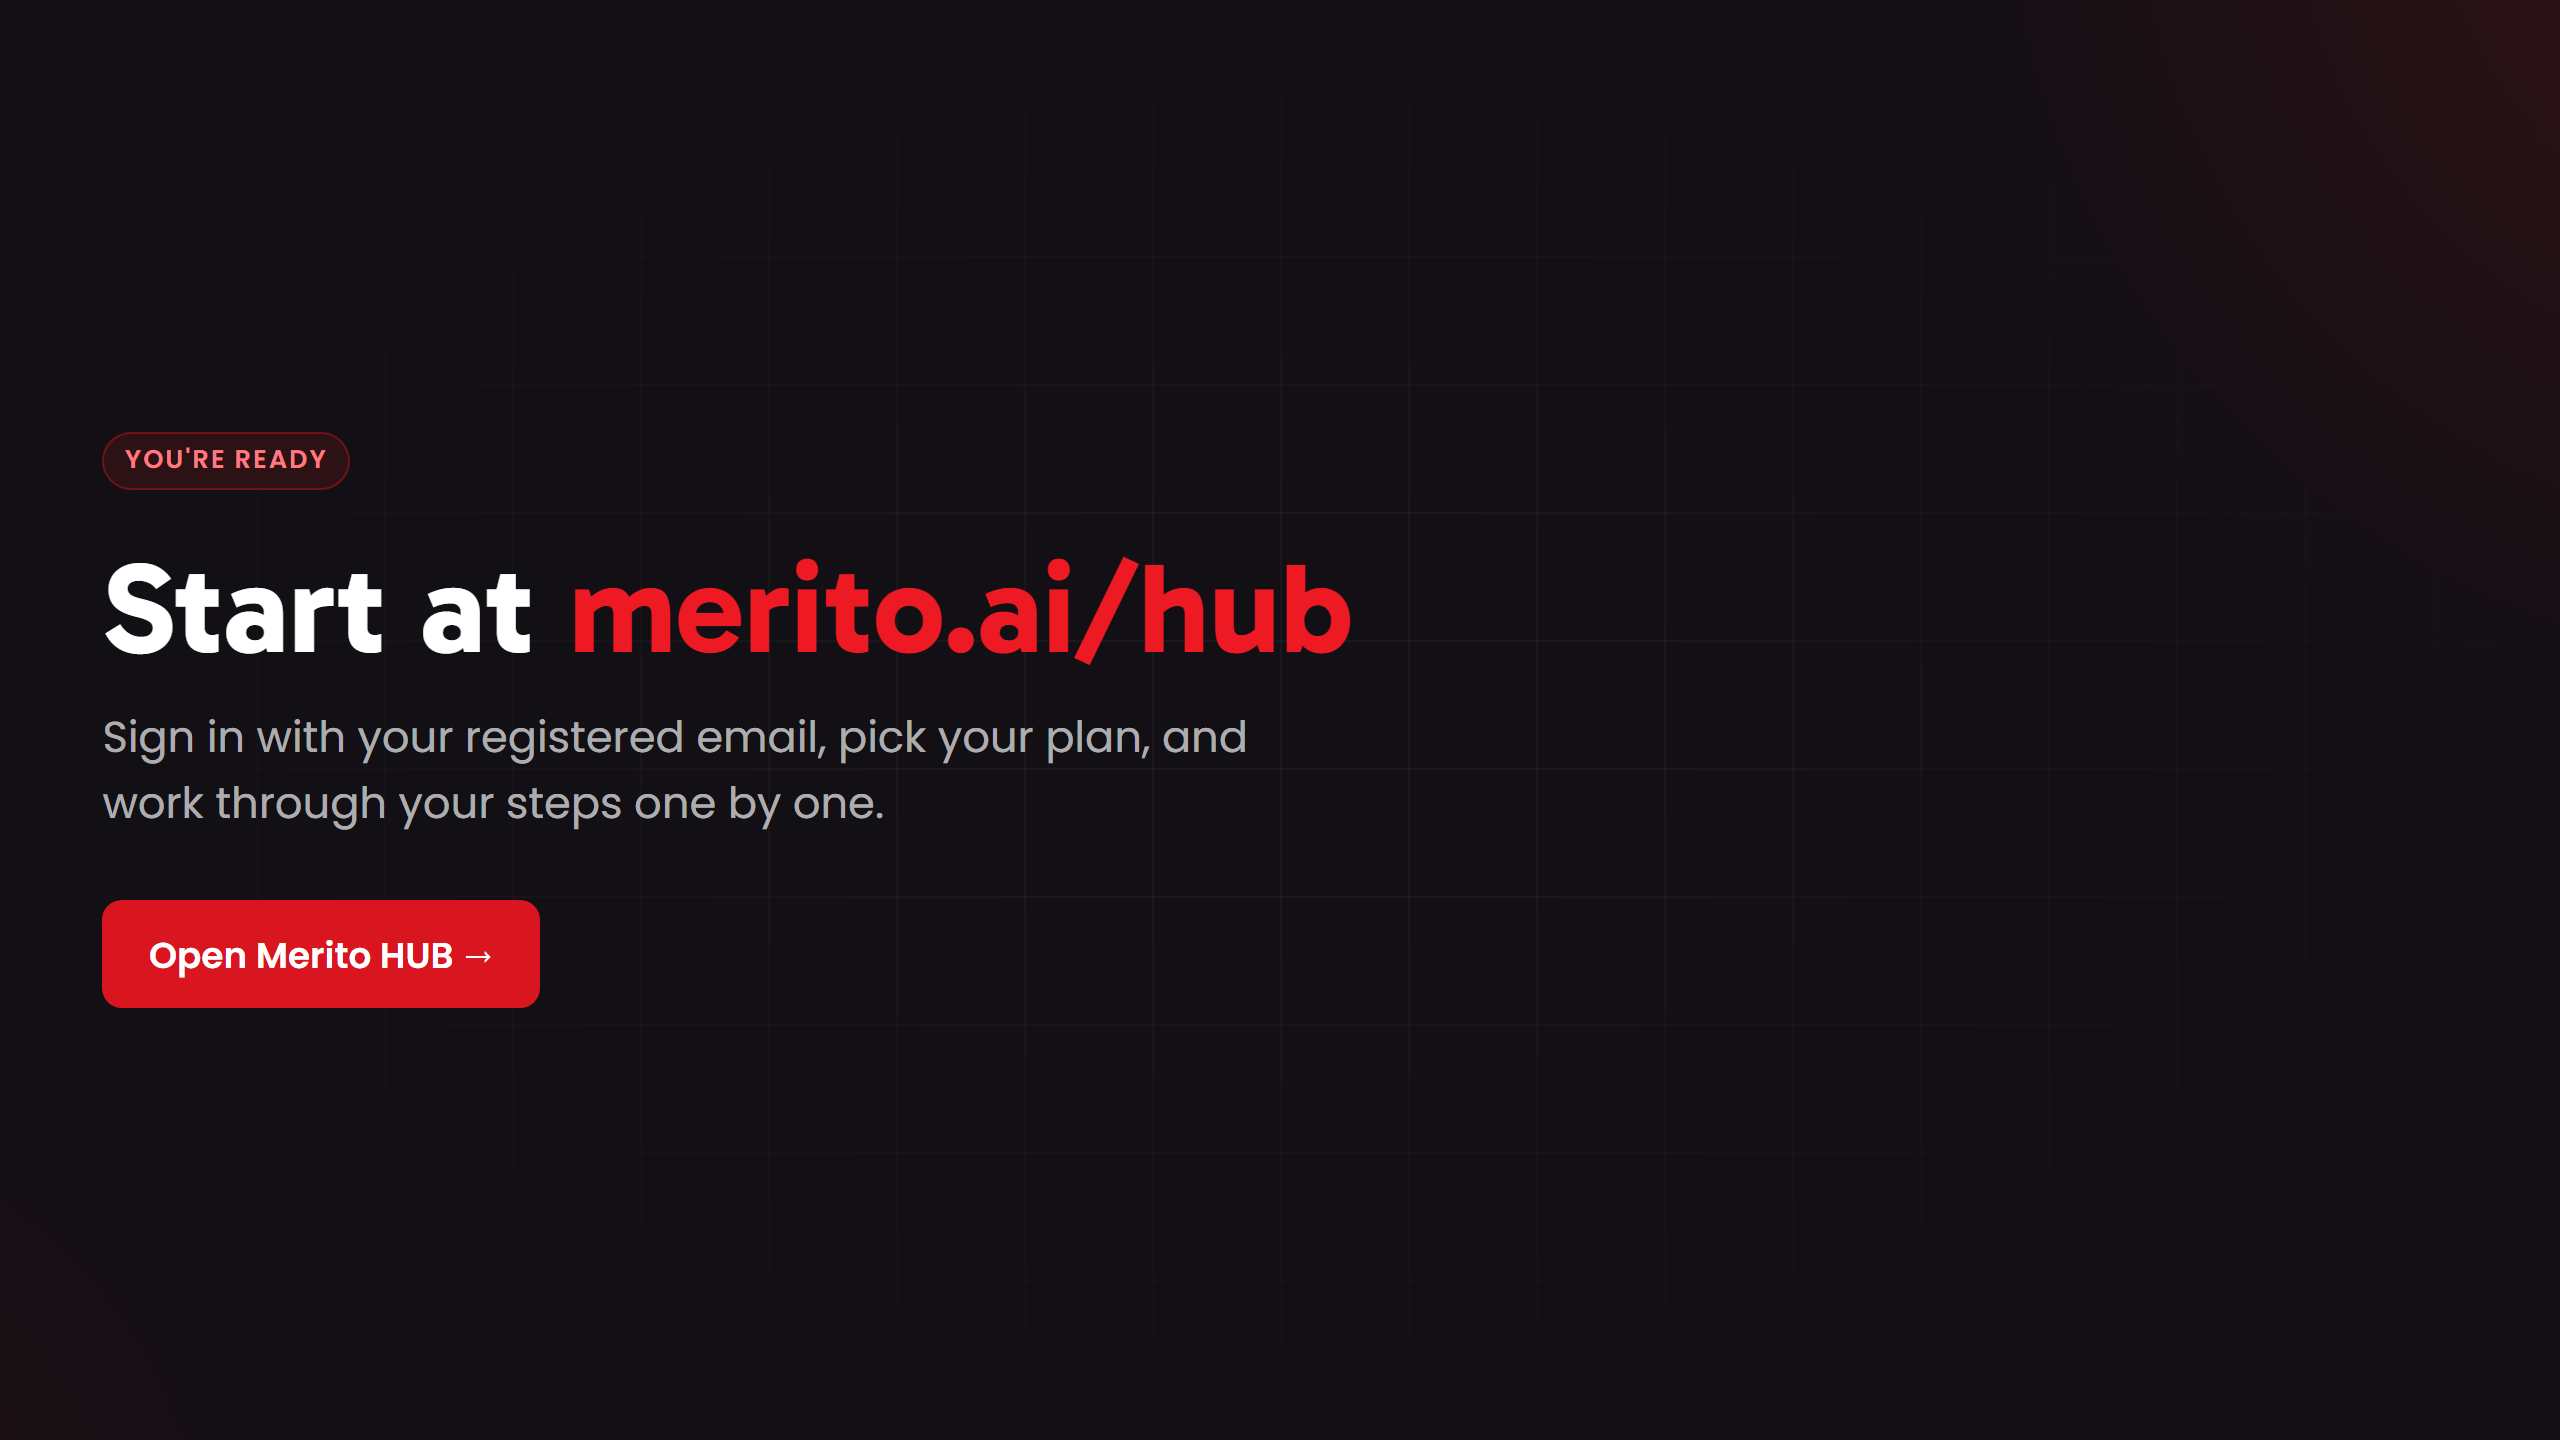 YOU'RE READY
Start at merito.ai/hub
Sign in with your registered email, pick your plan, and
work through your steps one by one.
Open Merito HUB →